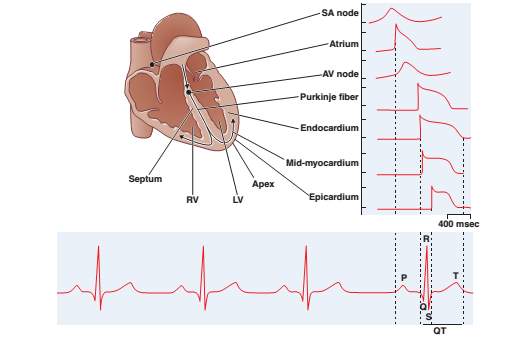 SA node
Atrium
AV node
Purkinje fiber
Endocardium
Mid-myocardium
Epicardium
Septum
RV
LV
Apex
400 msec
R
P
T
Q
S
QT